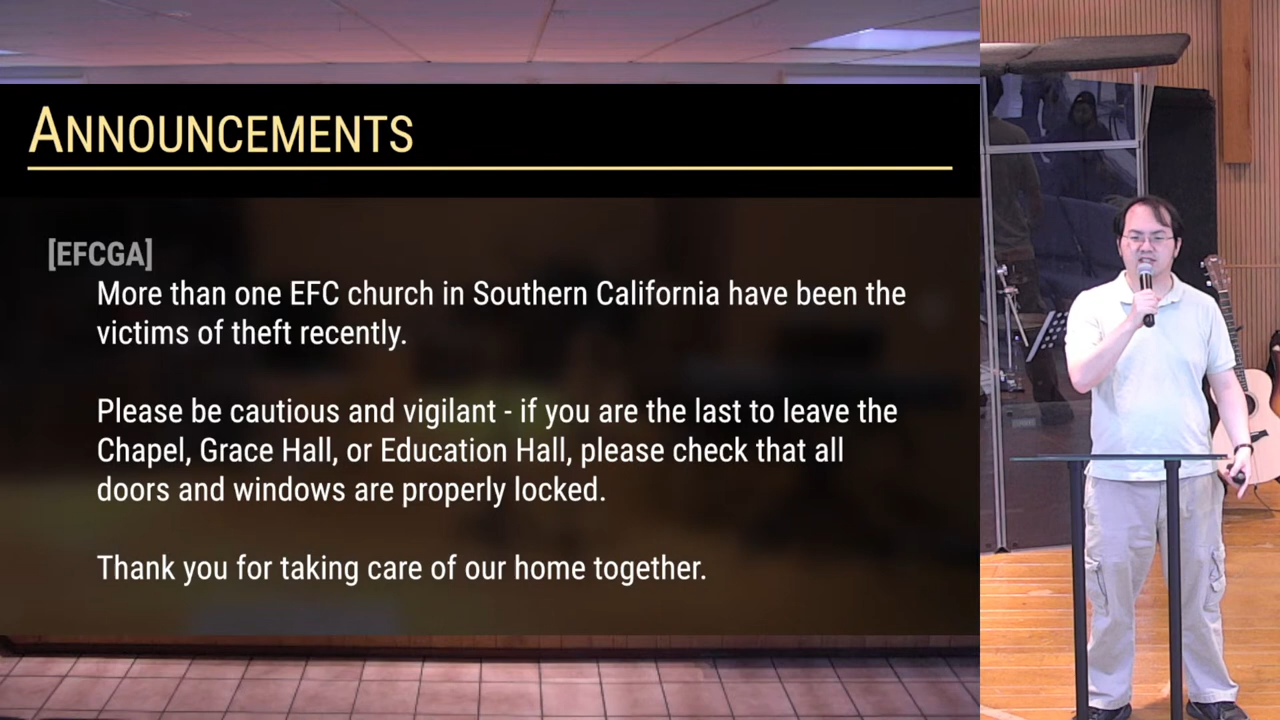 ANNOUNCEMENTS
[EFCGA]
More than one EFC church in Southern California have been the
victims of theft recently.
Please be cautious and vigilant - if you are the last to leave the
Chapel, Grace Hall, or Education Hall, please check that all
doors and windows are properly locked.
Thank you for taking care of our home together.